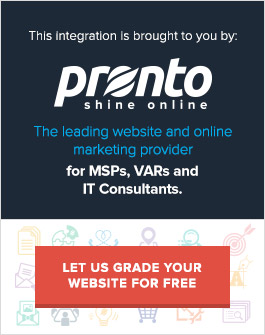 This integration is brought to you by:
pronto
shine online
The leading website and online
marketing provider
for MSPs, VARs and
IT Consultants.
LET US GRADE YOUR
WEBSITE FOR FREE